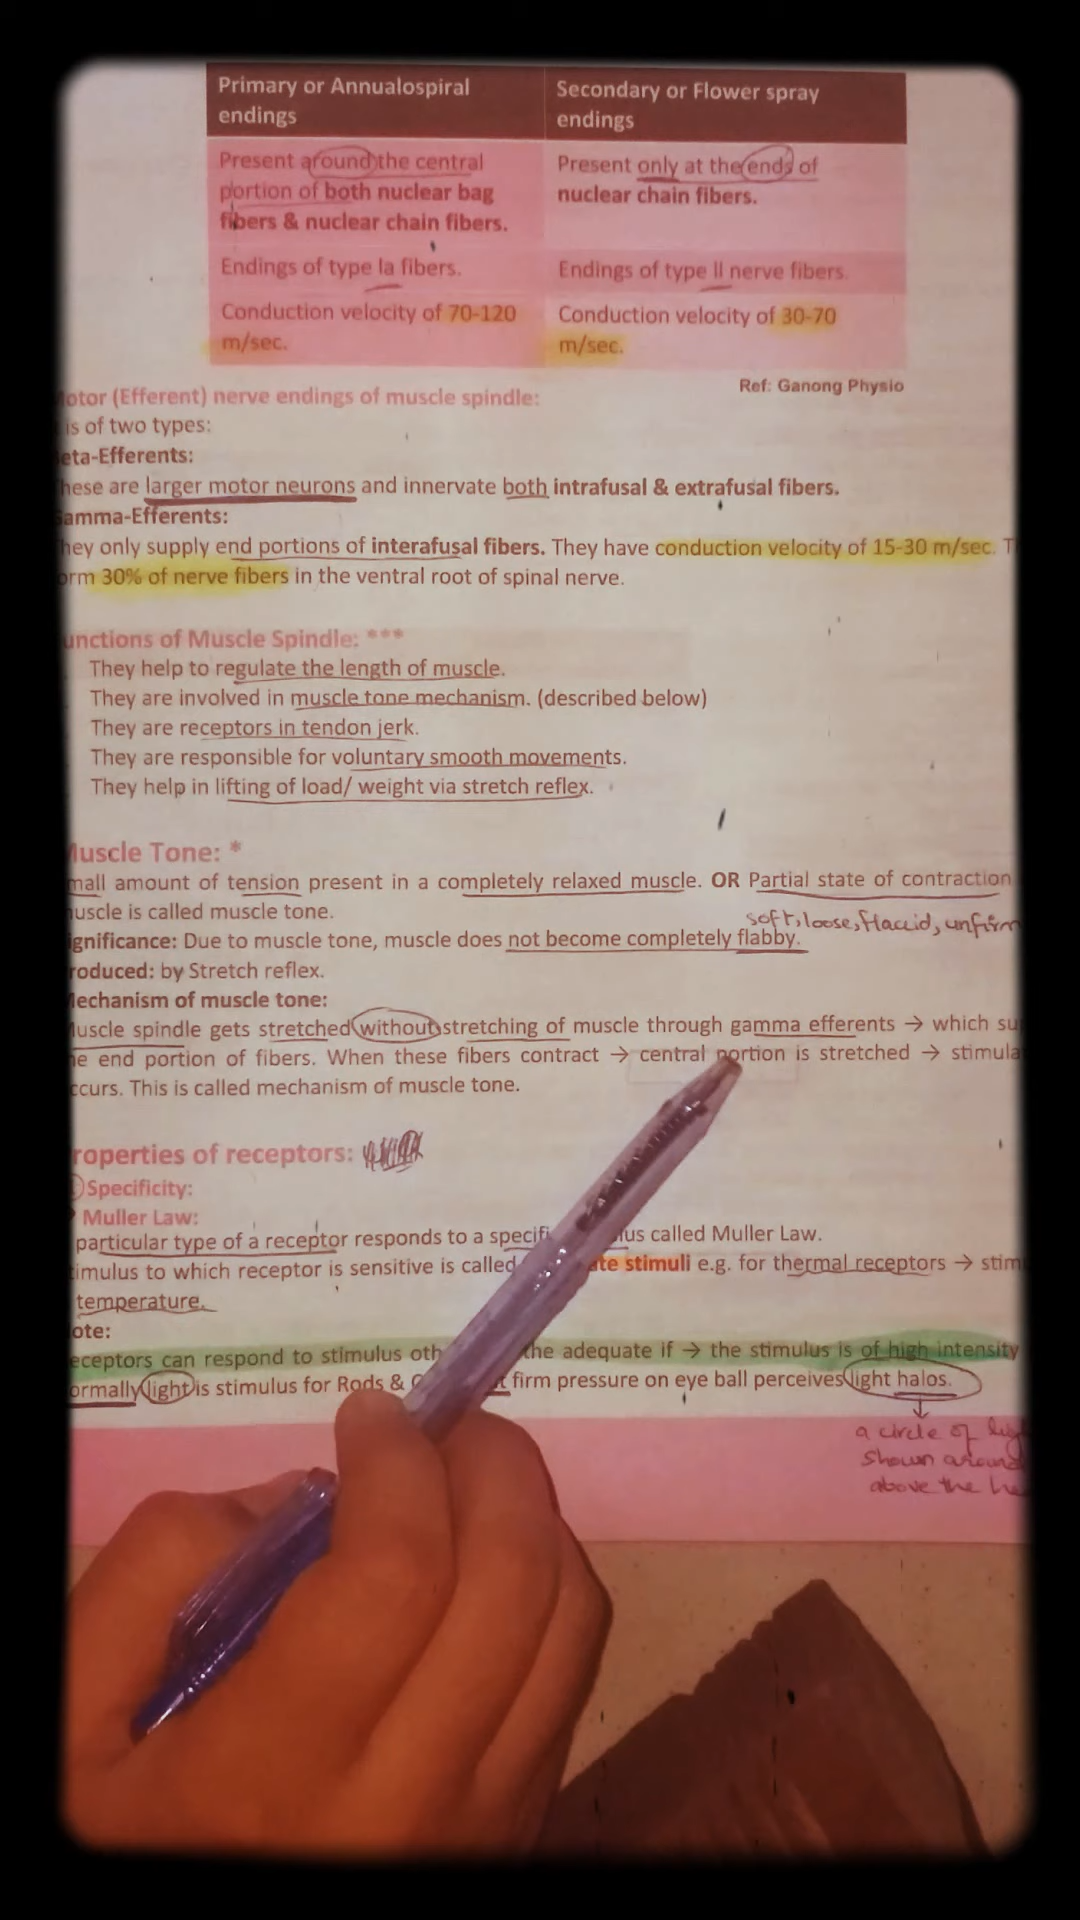 Primary or Annualospiral
endings
Secondary or Flower spray
endings
Present around the central
portion of both nuclear bag
fibers & nuclear chain fibers.
Present only at the ends of
nuclear chain fibers.
Endings of type Ia fibers.
Endings of type II nerve fibers.
Conduction velocity of 70-120
m/sec.
Conduction velocity of 30-70
m/sec.
Ref: Ganong Physio
otor (Efferent) nerve endings of muscle spindle:
is of two types:
eta-Efferents:
hese are larger motor neurons and innervate both intrafusal & extrafusal fibers.
amma-Efferents:
hey only supply end portions of interafusal fibers. They have conduction velocity of 15-30 m/sec. T
orm 30% of nerve fibers in the ventral root of spinal nerve.
unctions of Muscle Spindle: ***
They help to regulate the length of muscle.
They are involved in muscle tone mechanism. (described below)
They are receptors in tendon jerk.
They are responsible for voluntary smooth movements.
They help in lifting of load/ weight via stretch reflex.
uscle Tone: *
mall amount of tension present in a completely relaxed muscle. OR Partial state of contraction
uscle is called muscle tone.
soft, loose, flaccid, unfirm
ignificance: Due to muscle tone, muscle does not become completely flabby.
roduced: by Stretch reflex.
echanism of muscle tone:
uscle spindle gets stretched without stretching of muscle through gamma efferents → which su
he end portion of fibers. When these fibers contract → central portion is stretched → stimula
ccurs. This is called mechanism of muscle tone.
roperties of receptors:
Specificity:
Muller Law:
particular type of a receptor responds to a specifi us called Muller Law.
timulus to which receptor is sensitive is called te stimuli e.g. for thermal receptors → stim
temperature.
ote:
eceptors can respond to stimulus oth the adequate if → the stimulus is of high intensity
ormally light is stimulus for Rods & firm pressure on eye ball perceives light halos.
a circle of lig
shown around
above the he